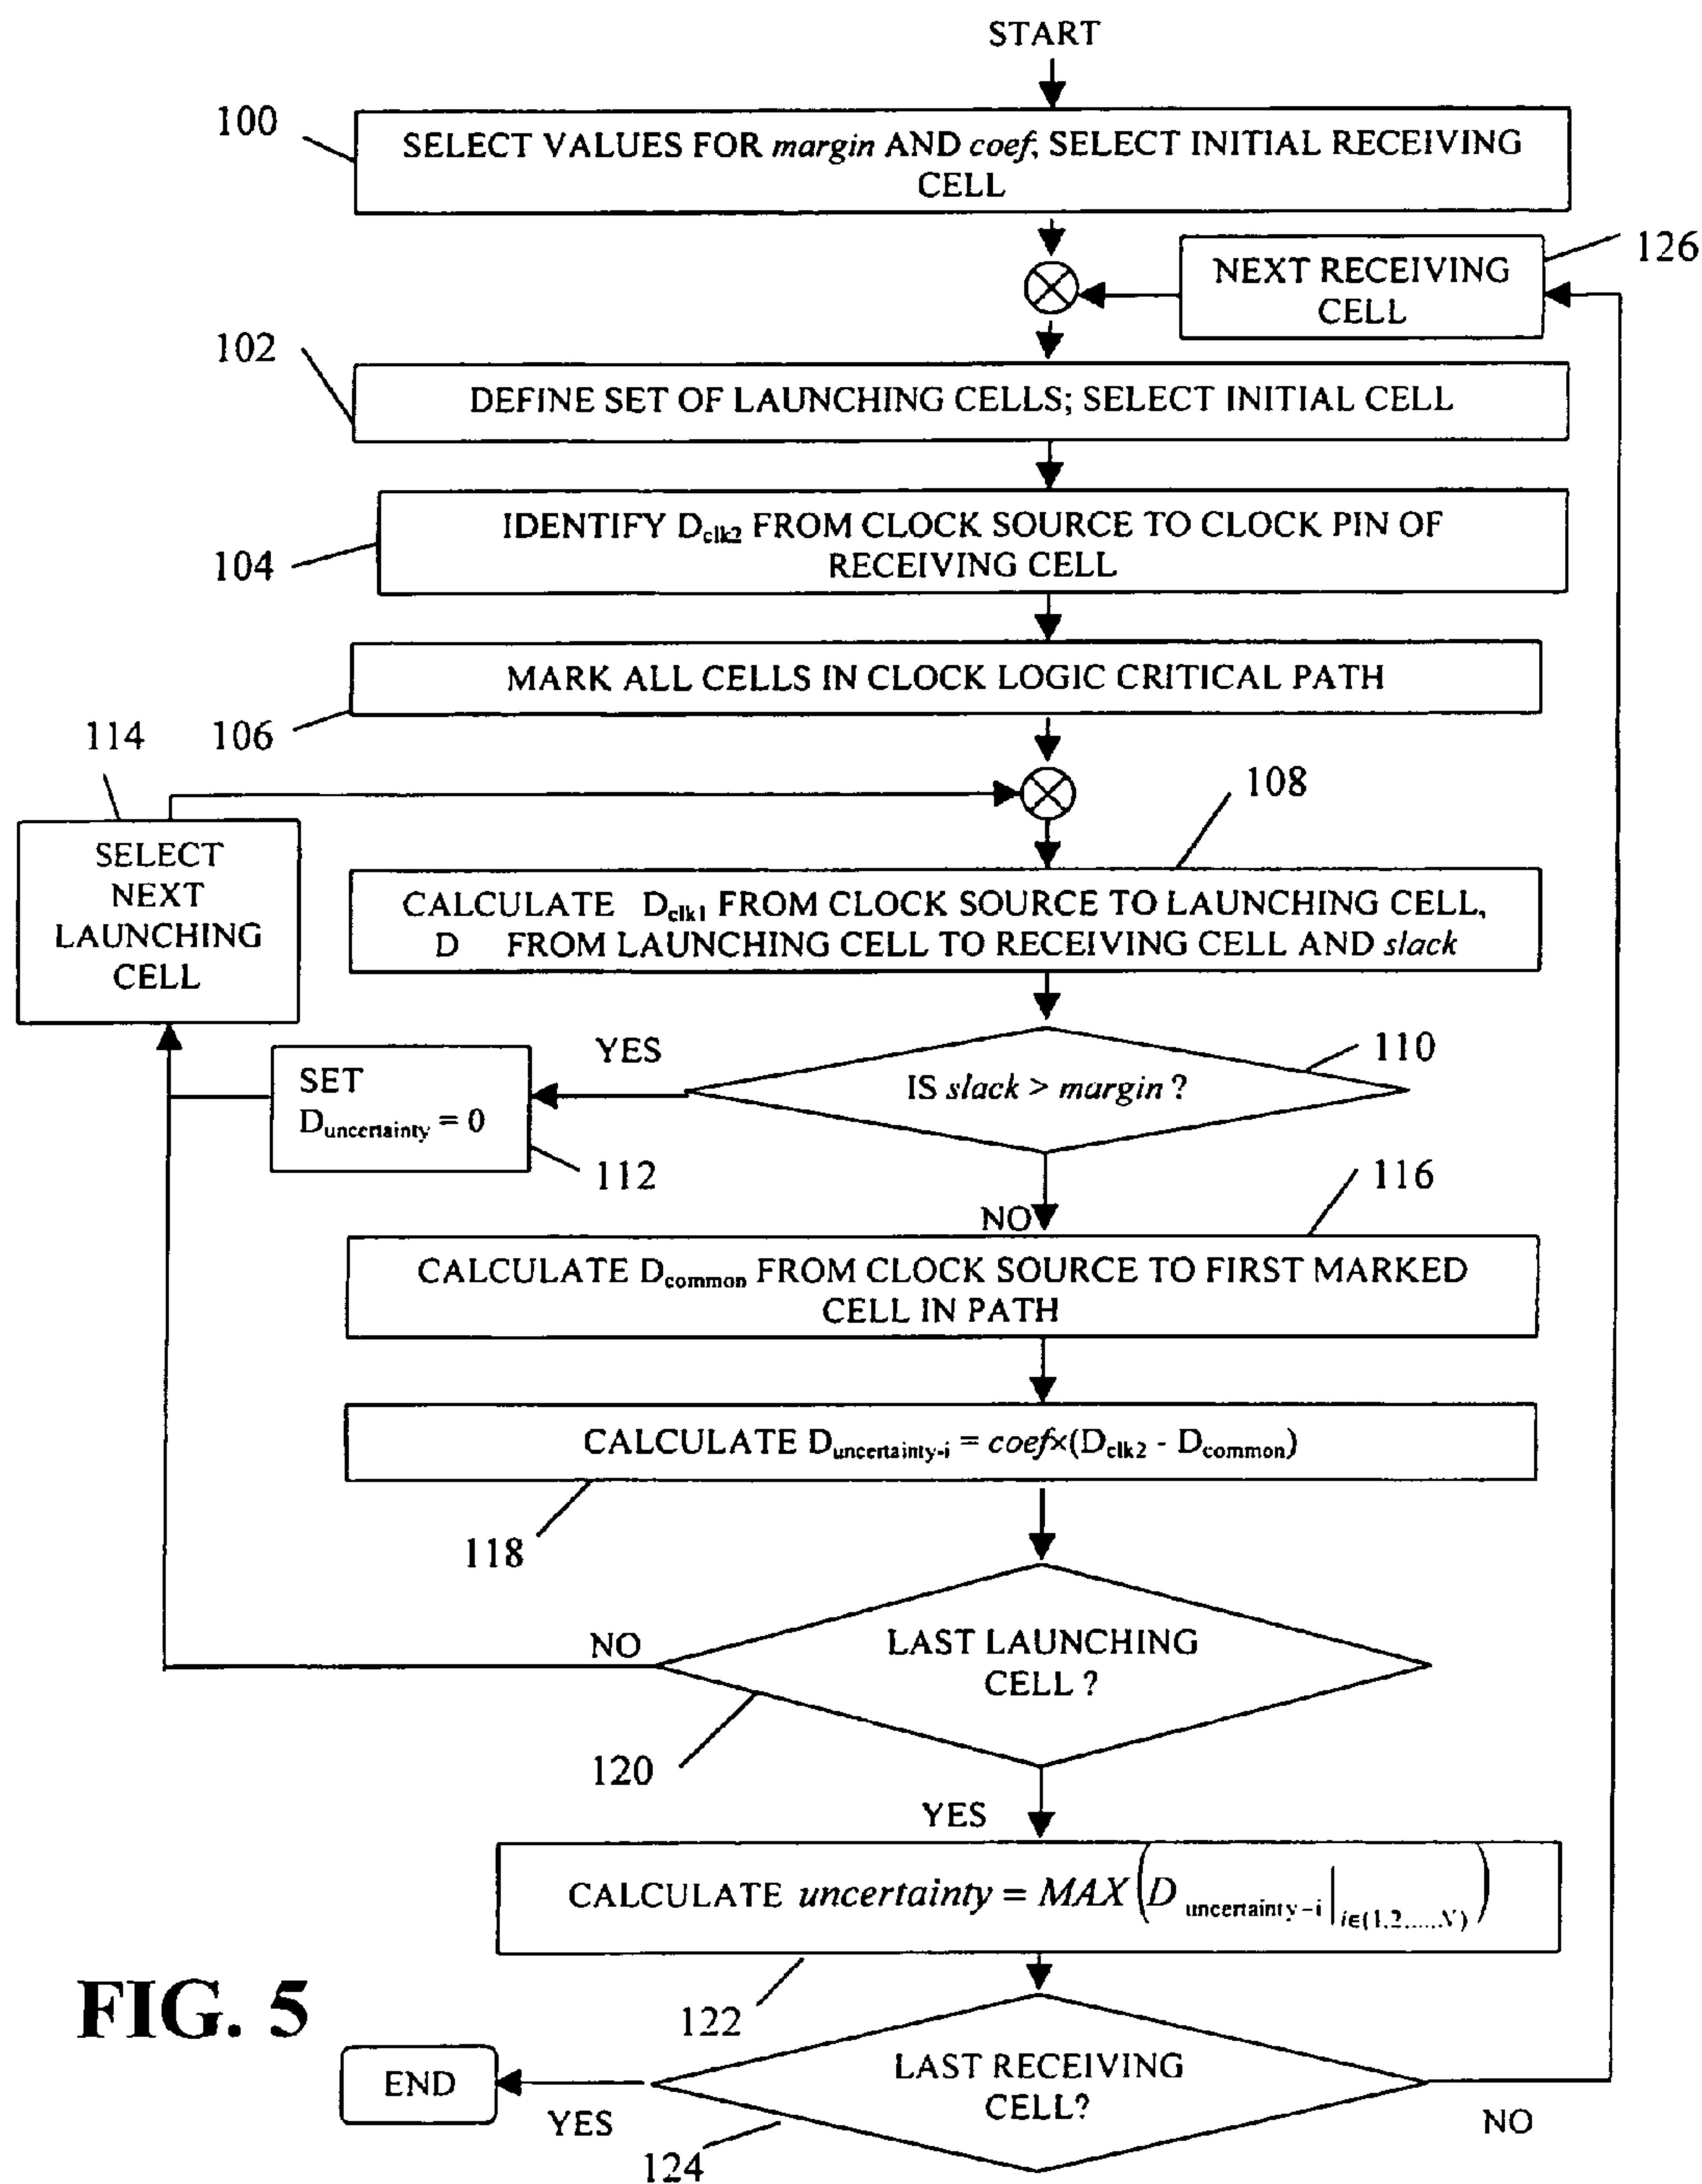 START
100
SELECT VALUES FOR margin AND coef; SELECT INITIAL RECEIVING
CELL
126
NEXT RECEIVING
CELL
102
DEFINE SET OF LAUNCHING CELLS; SELECT INITIAL CELL
104
IDENTIFY Dclk2 FROM CLOCK SOURCE TO CLOCK PIN OF
RECEIVING CELL
106
MARK ALL CELLS IN CLOCK LOGIC CRITICAL PATH
114
SELECT
NEXT
LAUNCHING
CELL
108
CALCULATE Dclk1 FROM CLOCK SOURCE TO LAUNCHING CELL,
D FROM LAUNCHING CELL TO RECEIVING CELL AND slack
110
IS slack > margin ?
YES
SET
Duncertainty = 0
112
NO
116
CALCULATE Dcommon FROM CLOCK SOURCE TO FIRST MARKED
CELL IN PATH
CALCULATE Duncertainty-i = coef×(Dclk2 - Dcommon)
118
LAST LAUNCHING
CELL ?
NO
120
YES
CALCULATE uncertainty = MAX(Duncertainty-i|i∈(1,2,...,N))
122
LAST RECEIVING
CELL?
124
YES
NO
END
FIG. 5